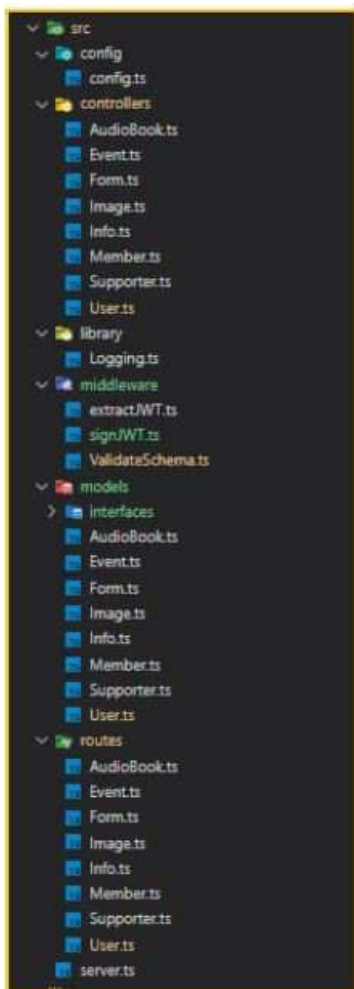 src
config
config.ts
controllers
AudioBook.ts
Event.ts
Form.ts
Image.ts
Info.ts
Member.ts
Supporter.ts
User.ts
library
Logging.ts
middleware
extractJWT.ts
signJWT.ts
ValidateSchema.ts
models
interfaces
AudioBook.ts
Event.ts
Form.ts
Image.ts
Info.ts
Member.ts
Supporter.ts
User.ts
routes
AudioBook.ts
Event.ts
Form.ts
Image.ts
Info.ts
Member.ts
Supporter.ts
User.ts
server.ts